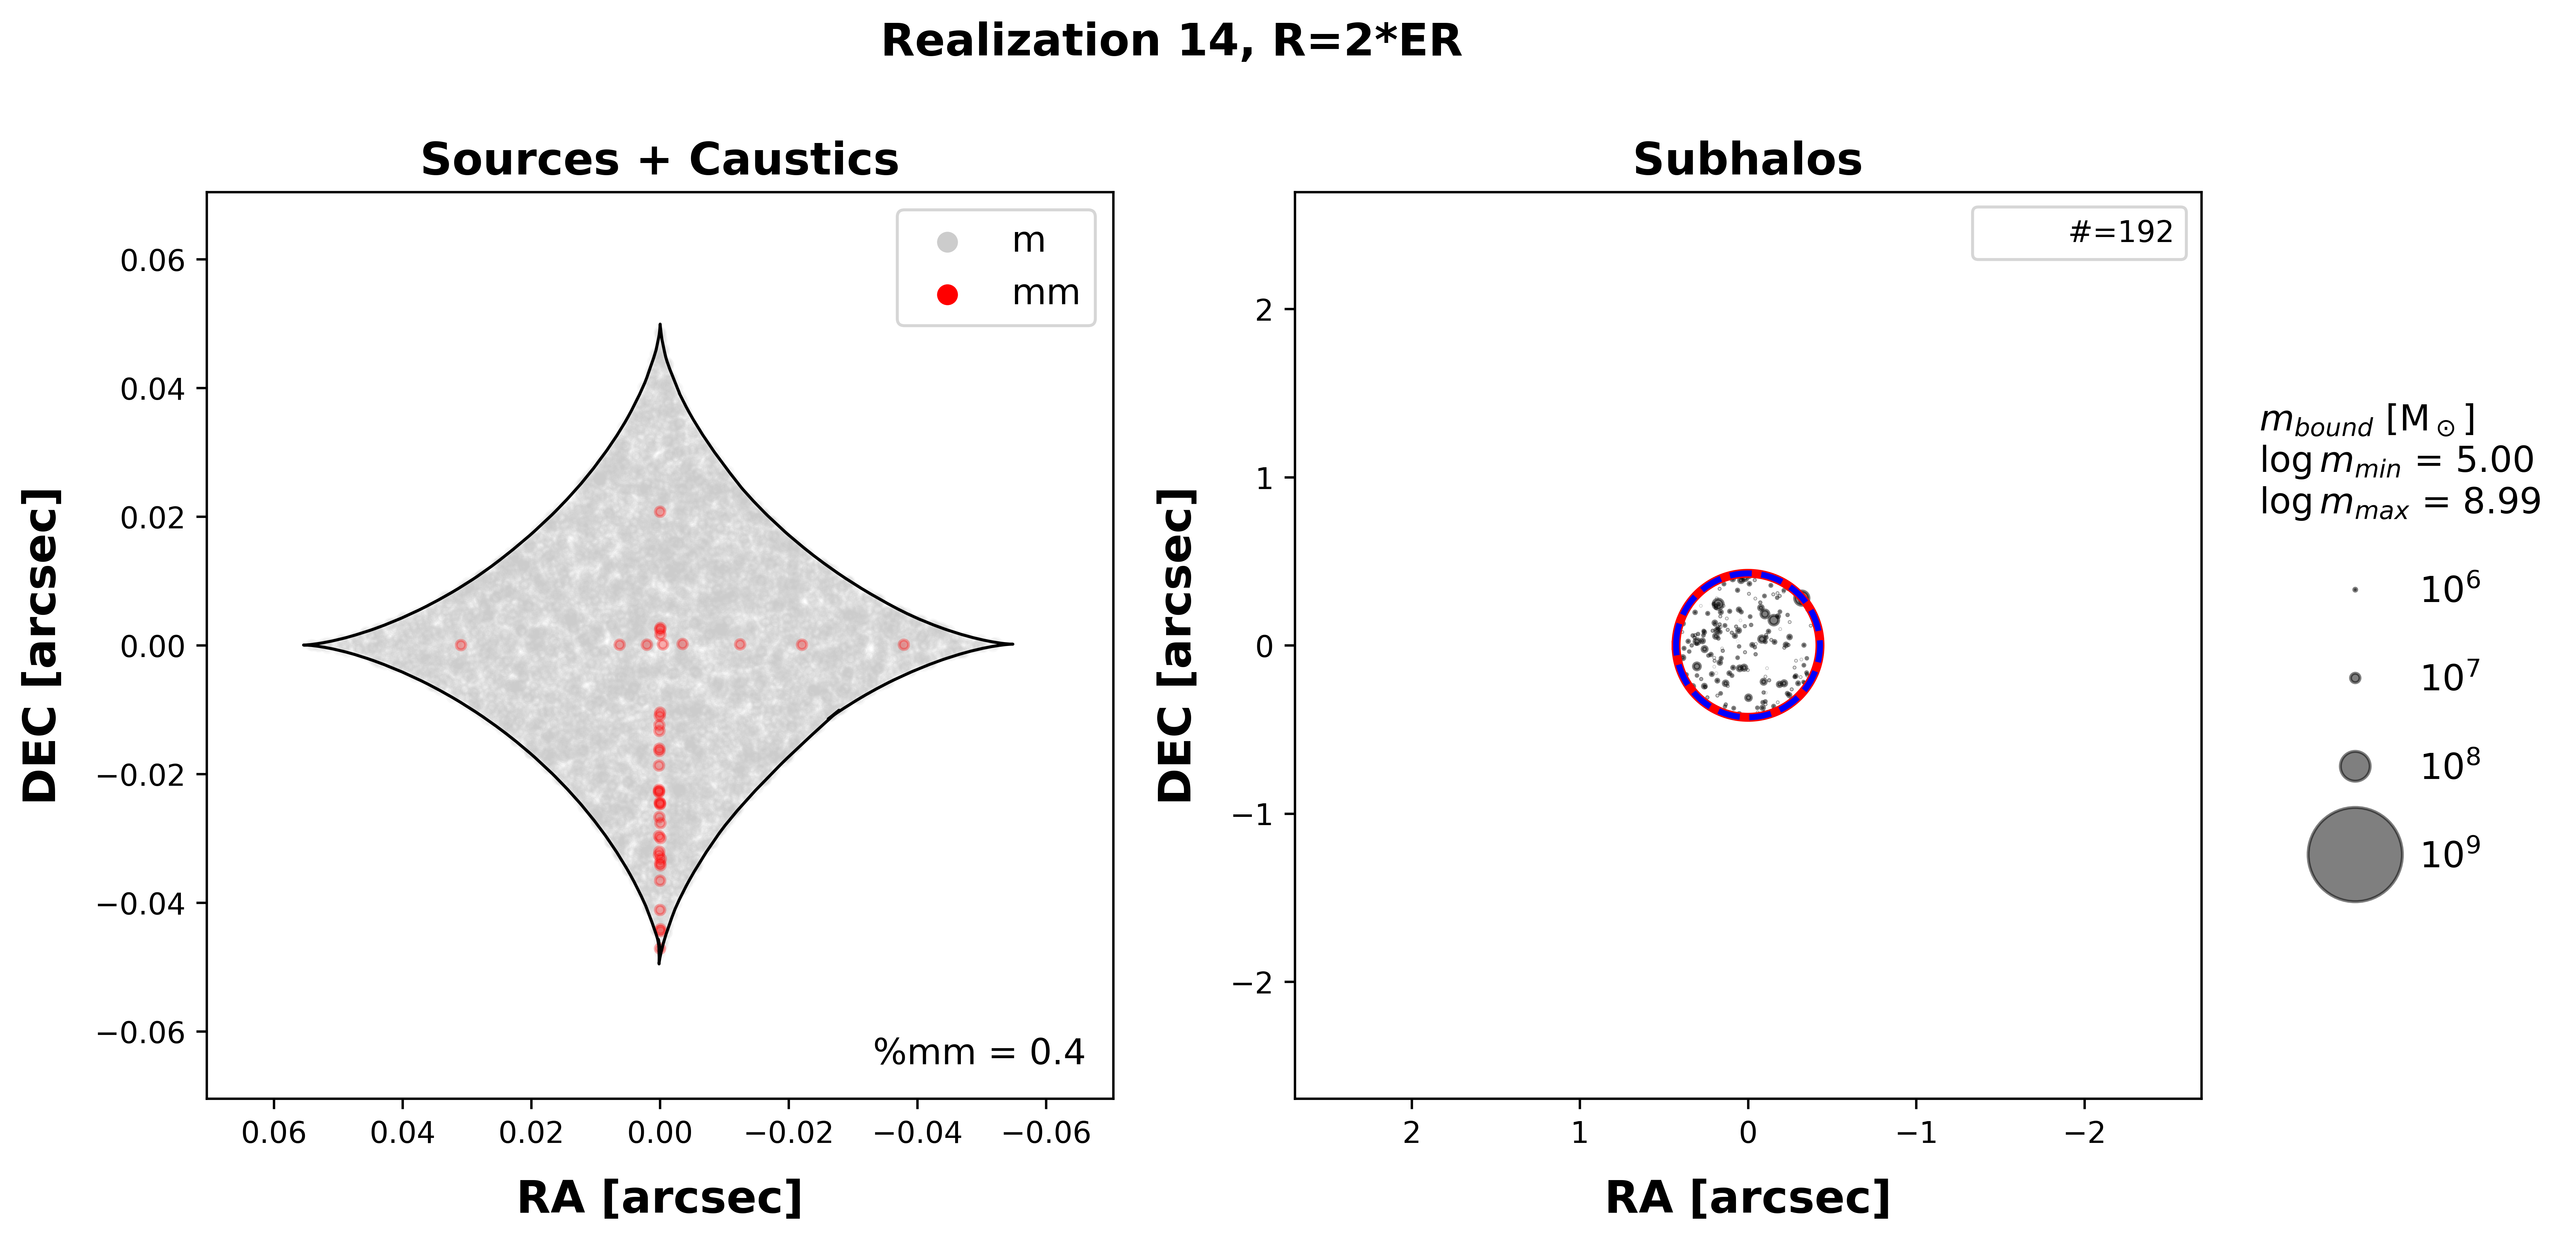 Realization 14, R=2*ER
Sources + Caustics
m
mm
0.06
0.04
0.02
0.00
−0.02
−0.04
−0.06
DEC [arcsec]
%mm = 0.4
0.06
0.04
0.02
0.00
−0.02
−0.04
−0.06
RA [arcsec]
Subhalos
#=192
2
1
0
−1
−2
DEC [arcsec]
2
1
0
−1
−2
RA [arcsec]
m_bound [M_⊙]
log m_min = 5.00
log m_max = 8.99
10^6
10^7
10^8
10^9